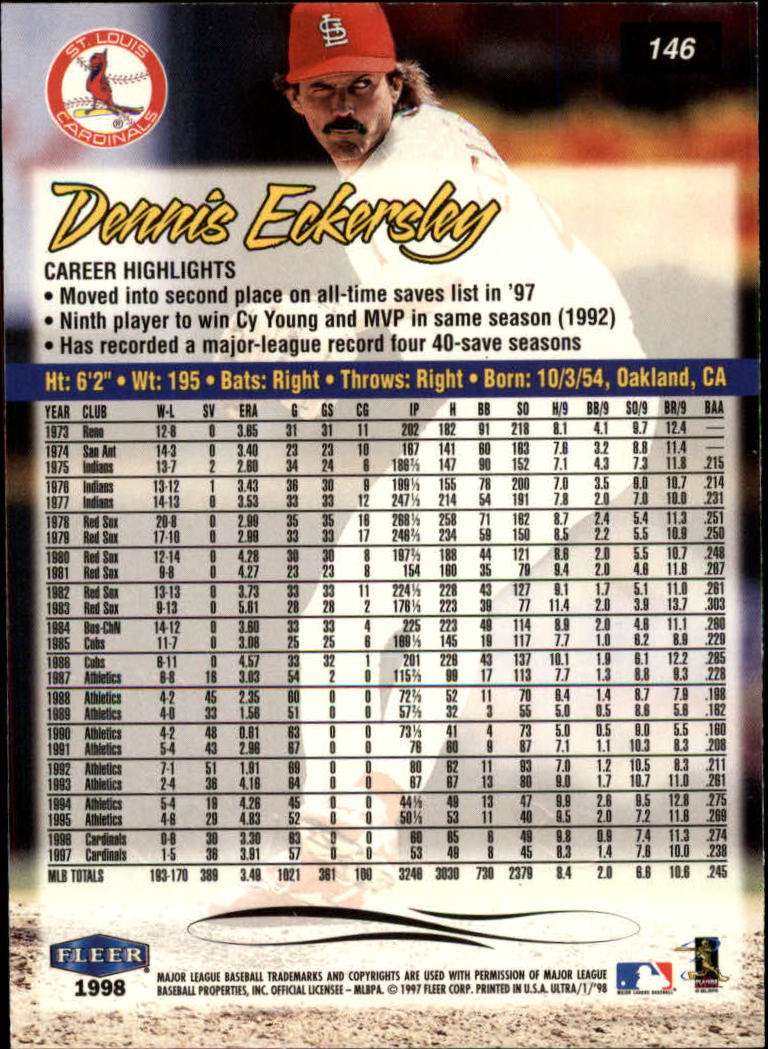 ST. LOUIS
CARDINALS
146
Dennis Eckersley
CAREER HIGHLIGHTS
• Moved into second place on all-time saves list in '97
• Ninth player to win Cy Young and MVP in same season (1992)
• Has recorded a major-league record four 40-save seasons
Ht: 6'2" • Wt: 195 • Bats: Right • Throws: Right • Born: 10/3/54, Oakland, CA
YEAR CLUB W-L SV ERA G GS CG IP H BB SO H/9 BB/9 SO/9 BR/9 BAA
1973 Reno 12-8 0 3.65 31 31 11 202 182 91 218 8.1 4.1 9.7 12.4 —
1974 San Ant 14-3 0 3.40 23 23 10 167 141 60 163 7.6 3.2 8.8 11.4 —
1975 Indians 13-7 2 2.60 34 24 6 186⅔ 147 90 152 7.1 4.3 7.3 11.8 .215
1976 Indians 13-12 1 3.43 36 30 9 199⅓ 155 78 200 7.0 3.5 9.0 10.7 .214
1977 Indians 14-13 0 3.53 33 33 12 247⅓ 214 54 191 7.8 2.0 7.0 10.0 .231
1978 Red Sox 20-8 0 2.99 35 35 16 268⅓ 258 71 162 8.7 2.4 5.4 11.3 .251
1979 Red Sox 17-10 0 2.99 33 33 17 246⅔ 234 59 150 8.5 2.2 5.5 10.9 .250
1980 Red Sox 12-14 0 4.28 30 30 8 197⅔ 188 44 121 8.6 2.0 5.5 10.7 .248
1981 Red Sox 9-8 0 4.27 23 23 8 154 160 35 79 9.4 2.0 4.6 11.6 .267
1982 Red Sox 13-13 0 3.73 33 33 11 224⅓ 228 43 127 9.1 1.7 5.1 11.0 .261
1983 Red Sox 9-13 0 5.61 28 28 2 176⅓ 223 39 77 11.4 2.0 3.9 13.7 .303
1984 Bos-ChN 14-12 0 3.60 33 33 4 225 223 49 114 8.9 2.0 4.6 11.1 .260
1985 Cubs 11-7 0 3.08 25 25 6 169⅓ 145 19 117 7.7 1.0 6.2 8.9 .229
1986 Cubs 6-11 0 4.57 33 32 1 201 226 43 137 10.1 1.9 6.1 12.2 .285
1987 Athletics 6-8 16 3.03 54 2 0 115⅔ 99 17 113 7.7 1.3 8.8 9.3 .228
1988 Athletics 4-2 45 2.35 60 0 0 72⅔ 52 11 70 6.4 1.4 8.7 7.9 .198
1989 Athletics 4-0 33 1.56 51 0 0 57⅔ 32 3 55 5.0 0.5 8.6 5.6 .162
1990 Athletics 4-2 48 0.61 63 0 0 73⅓ 41 4 73 5.0 0.5 9.0 5.5 .160
1991 Athletics 5-4 43 2.96 67 0 0 76 60 9 87 7.1 1.1 10.3 8.3 .208
1992 Athletics 7-1 51 1.91 69 0 0 80 62 11 93 7.0 1.2 10.5 8.3 .211
1993 Athletics 2-4 36 4.16 64 0 0 67 67 13 80 9.0 1.7 10.7 11.0 .261
1994 Athletics 5-4 19 4.26 45 0 0 44⅓ 49 13 47 9.9 2.6 9.5 12.8 .275
1995 Athletics 4-6 29 4.83 52 0 0 50⅓ 53 11 40 9.5 2.0 7.2 11.6 .269
1996 Cardinals 0-6 30 3.30 63 0 0 60 65 6 49 9.8 0.9 7.4 11.3 .274
1997 Cardinals 1-5 36 3.91 57 0 0 53 49 8 45 8.3 1.4 7.6 10.0 .238
MLB TOTALS 193-170 389 3.49 1021 361 100 3246 3030 730 2379 8.4 2.0 6.6 10.6 .245
FLEER
1998
MAJOR LEAGUE BASEBALL TRADEMARKS AND COPYRIGHTS ARE USED WITH PERMISSION OF MAJOR LEAGUE
BASEBALL PROPERTIES, INC. OFFICIAL LICENSEE – MLBPA. © 1997 FLEER CORP. PRINTED IN U.S.A. ULTRA/1/'98
MAJOR LEAGUE BASEBALL